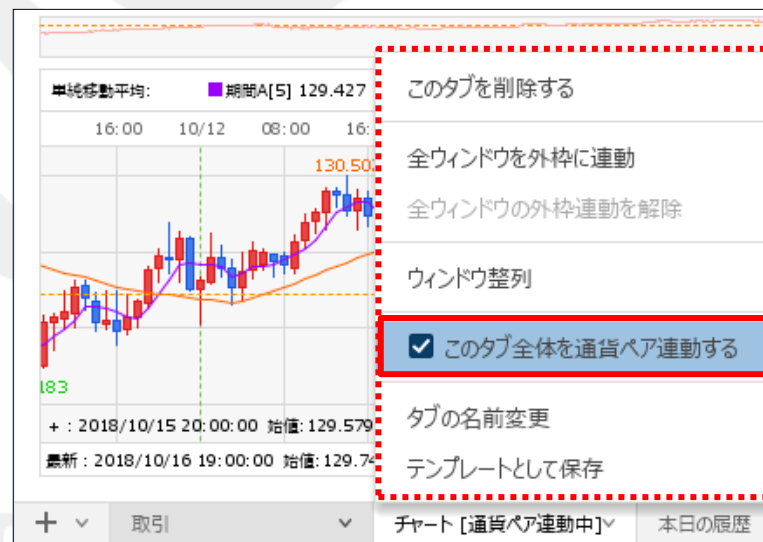 単純移動平均: 期間A[5] 129.427
16:00 10/12 08:00 16:
130.50
183
+ : 2018/10/15 20:00:00 始値:129.579
最新 : 2018/10/16 19:00:00 始値:129.74
このタブを削除する
全ウィンドウを外枠に連動
全ウィンドウの外枠連動を解除
ウィンドウ整列
このタブ全体を通貨ペア連動する
タブの名前変更
テンプレートとして保存
+ 取引 チャート [通貨ペア連動中] 本日の履歴